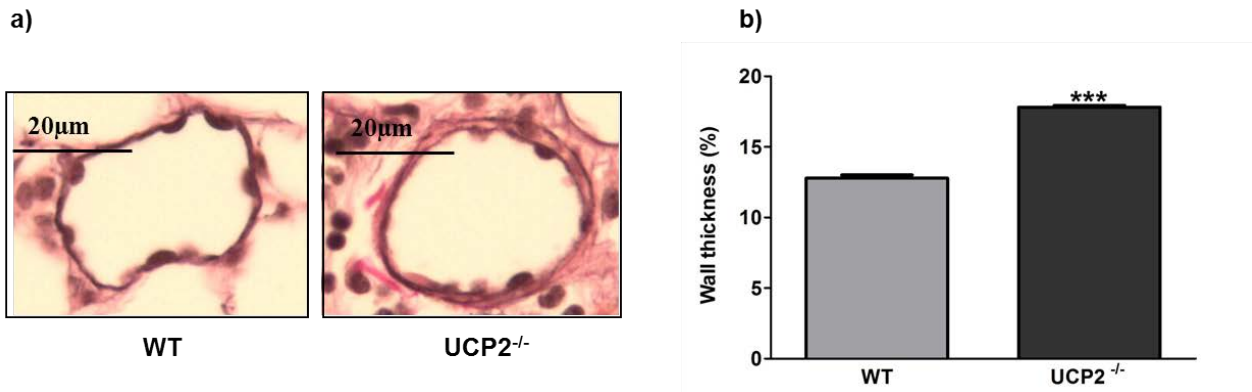 a)
20μm
WT
20μm
UCP2-/-
b)
Wall thickness (%)
20
15
10
5
0
***
WT
UCP2 -/-